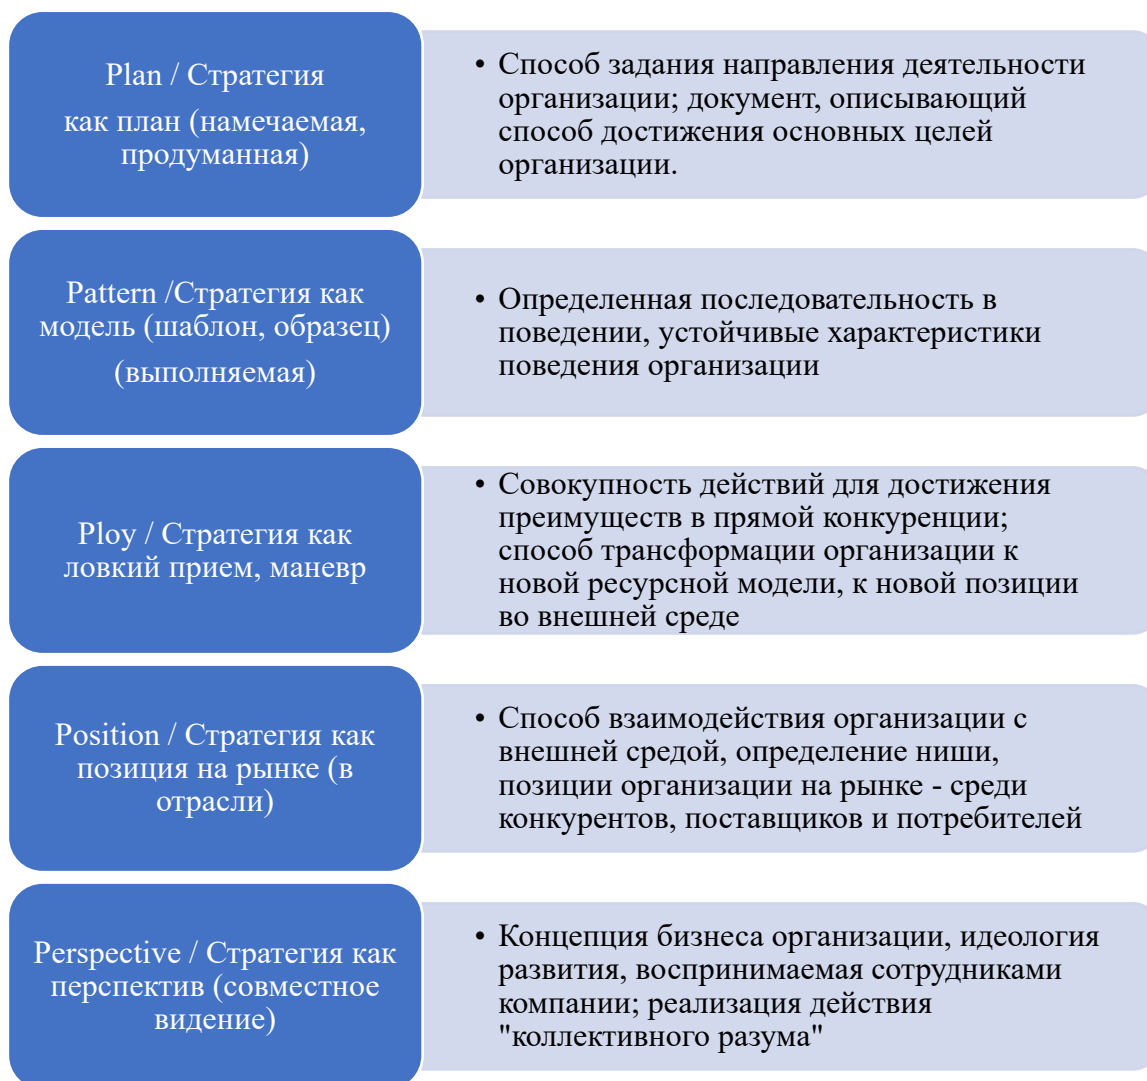 Plan / Стратегия
как план (намечаемая,
продуманная)
• Способ задания направления деятельности
организации; документ, описывающий
способ достижения основных целей
организации.
Pattern /Стратегия как
модель (шаблон, образец)
(выполняемая)
• Определенная последовательность в
поведении, устойчивые характеристики
поведения организации
Ploy / Стратегия как
ловкий прием, маневр
• Совокупность действий для достижения
преимуществ в прямой конкуренции;
способ трансформации организации к
новой ресурсной модели, к новой позиции
во внешней среде
Position / Стратегия как
позиция на рынке (в
отрасли)
• Способ взаимодействия организации с
внешней средой, определение ниши,
позиции организации на рынке - среди
конкурентов, поставщиков и потребителей
Perspective / Стратегия как
перспектив (совместное
видение)
• Концепция бизнеса организации, идеология
развития, воспринимаемая сотрудниками
компании; реализация действия
"коллективного разума"